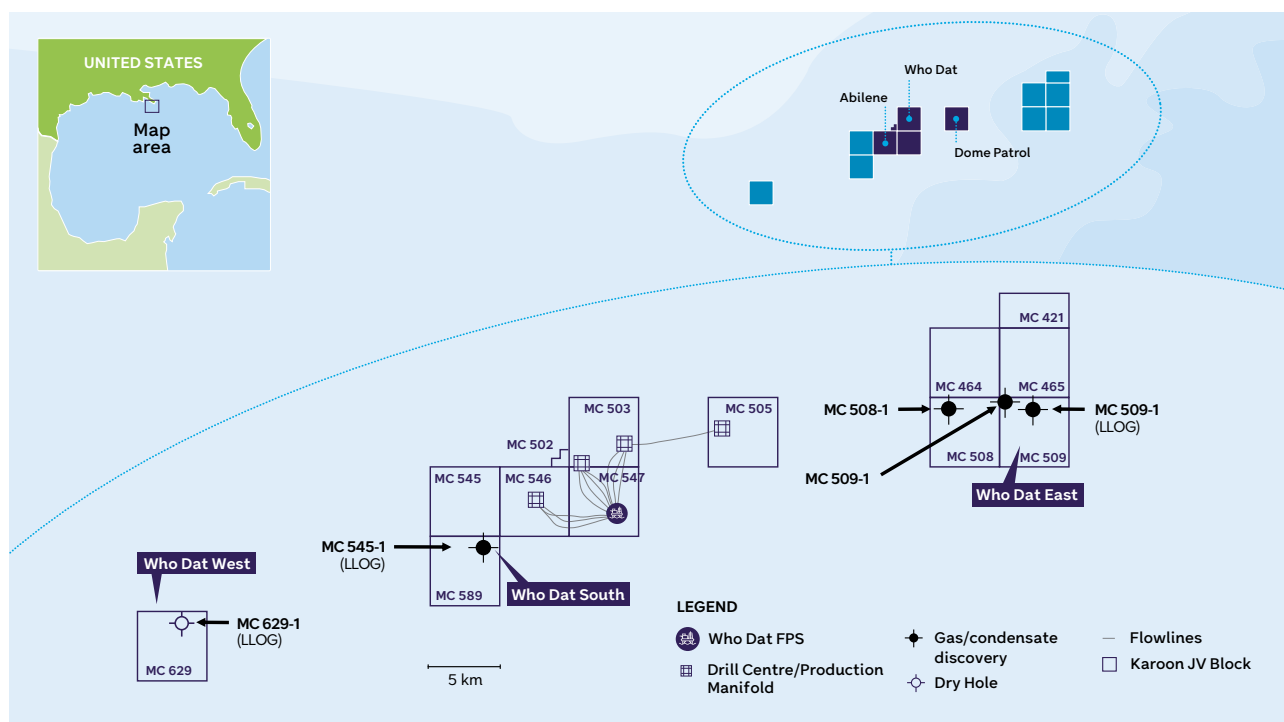 UNITED STATES
Map
area
Who Dat
Abilene
Dome Patrol
MC 421
MC 464
MC 465
MC 503
MC 505
MC 508-1
MC 509-1
(LLOG)
MC 502
MC 508
MC 509
MC 545
MC 546
MC 547
MC 509-1
Who Dat East
MC 545-1
(LLOG)
Who Dat West
MC 589
Who Dat South
MC 629-1
(LLOG)
MC 629
5 km
LEGEND
Who Dat FPS
Drill Centre/Production
Manifold
Gas/condensate
discovery
Dry Hole
Flowlines
Karoon JV Block